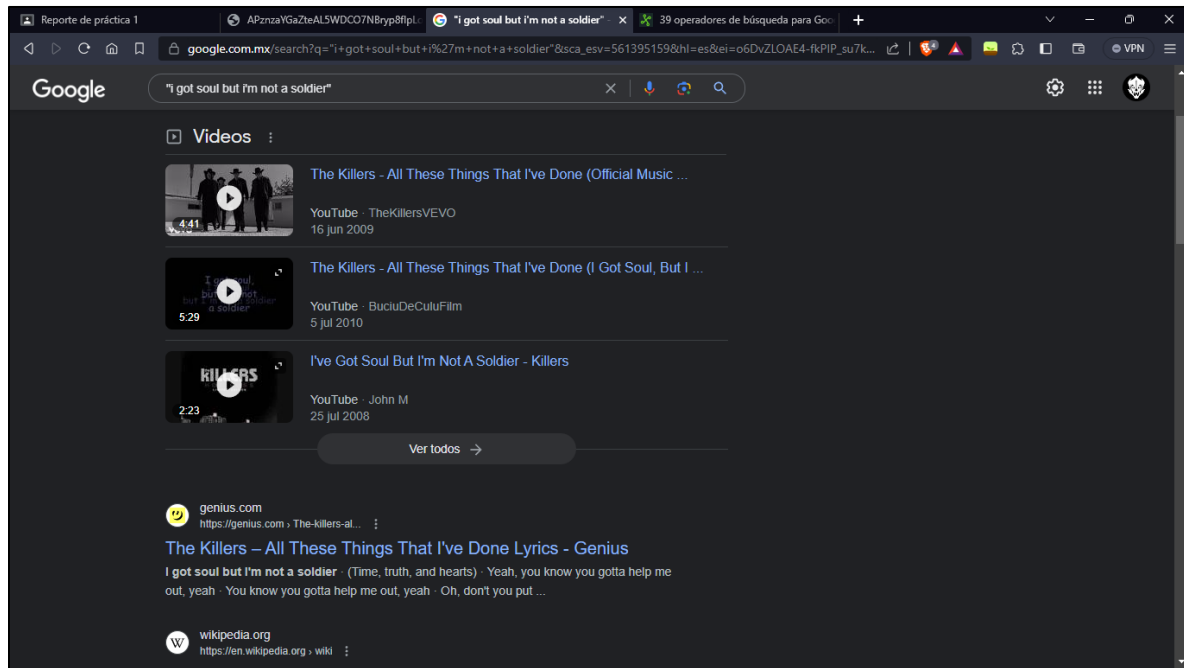 Reporte de práctica 1
APznzaYGaZteAL5WDCO7NBryp8flpLc
"i got soul but i'm not a soldier" -
39 operadores de búsqueda para Goo
google.com.mx/search?q="i+got+soul+but+i%27m+not+a+soldier"&sca_esv=561395159&hl=es&ei=o6DvZLOAE4-fkPIP_su7k...
VPN
Google
"i got soul but i'm not a soldier"
Videos
4:41
The Killers - All These Things That I've Done (Official Music ...
YouTube · TheKillersVEVO
16 jun 2009
I got soul,
but I'm not
a soldier
5:29
The Killers - All These Things That I've Done (I Got Soul, But I ...
YouTube · BuciuDeCuluFilm
5 jul 2010
KILLERS
2:23
I've Got Soul But I'm Not A Soldier - Killers
YouTube · John M
25 jul 2008
Ver todos
genius.com
https://genius.com › The-killers-al...
The Killers – All These Things That I've Done Lyrics - Genius
I got soul but I'm not a soldier · (Time, truth, and hearts) · Yeah, you know you gotta help me
out, yeah · You know you gotta help me out, yeah · Oh, don't you put ...
W
wikipedia.org
https://en.wikipedia.org › wiki